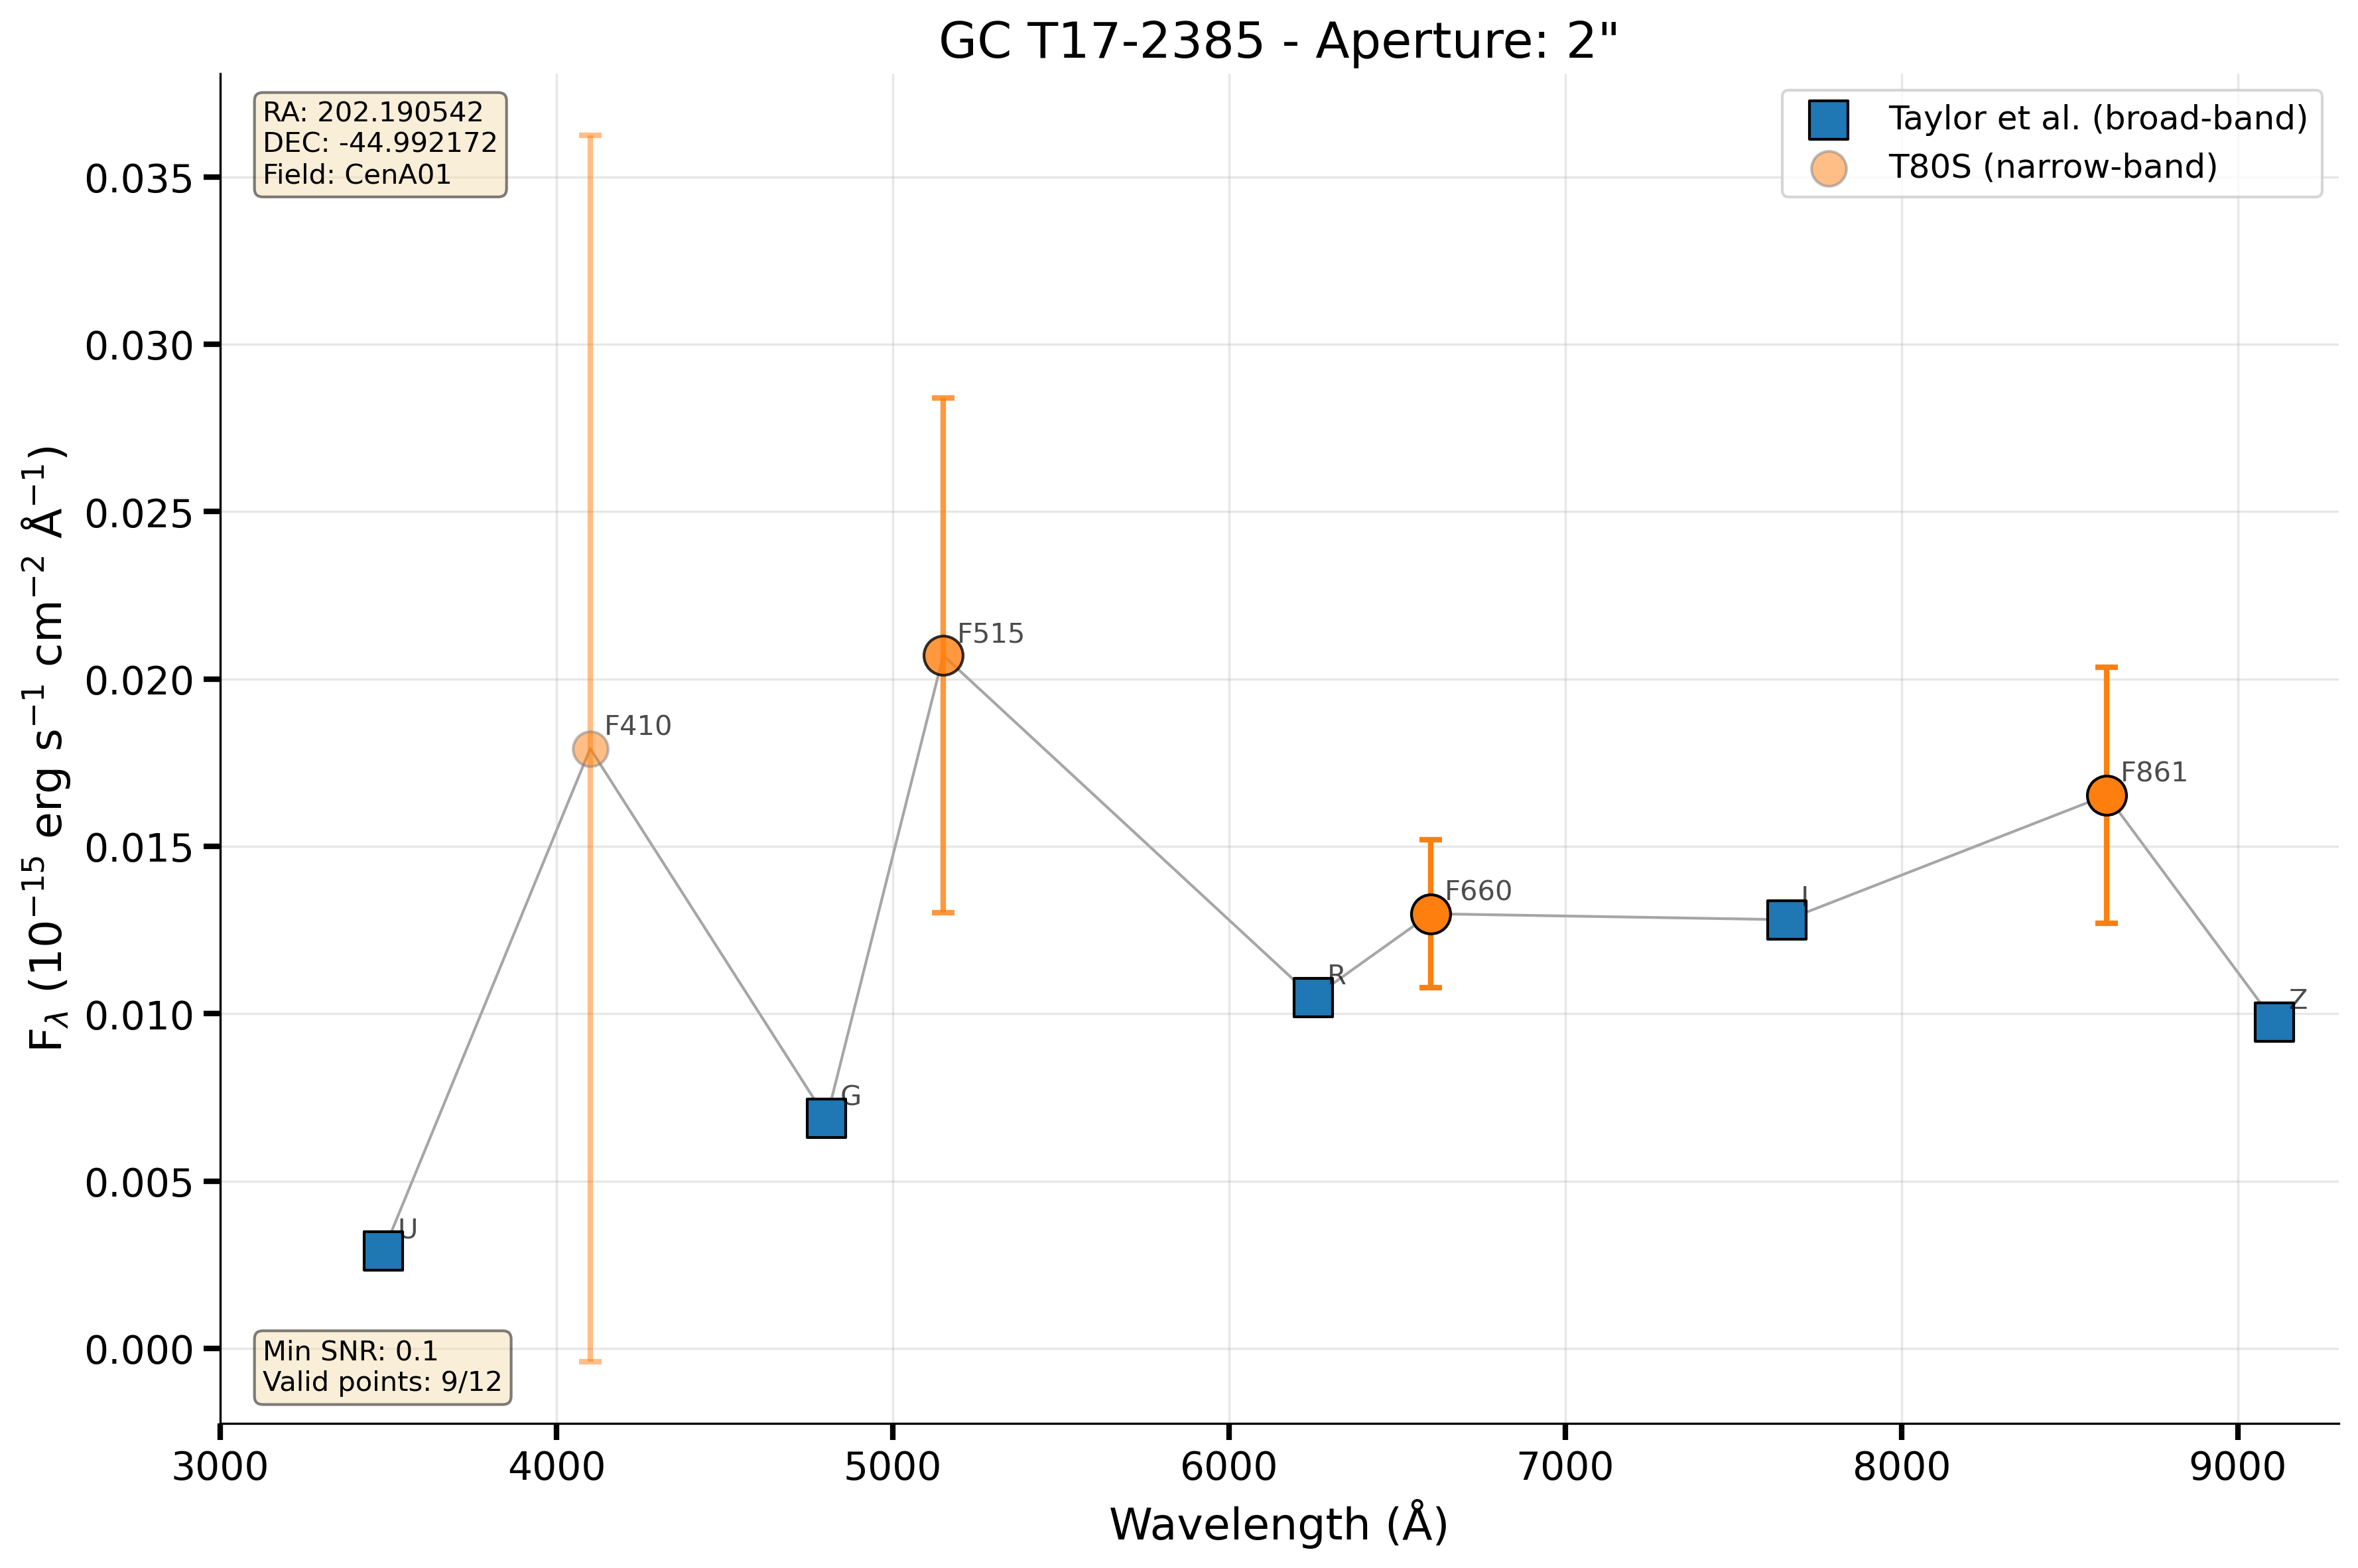 GC T17-2385 - Aperture: 2"
RA: 202.190542
DEC: -44.992172
Field: CenA01
Taylor et al. (broad-band)
T80S (narrow-band)
0.035
0.030
0.025
0.020
0.015
0.010
0.005
0.000
F_λ (10⁻¹⁵ erg s⁻¹ cm⁻² Å⁻¹)
U
F410
G
F515
R
F660
I
F861
Z
Min SNR: 0.1
Valid points: 9/12
3000 4000 5000 6000 7000 8000 9000
Wavelength (Å)